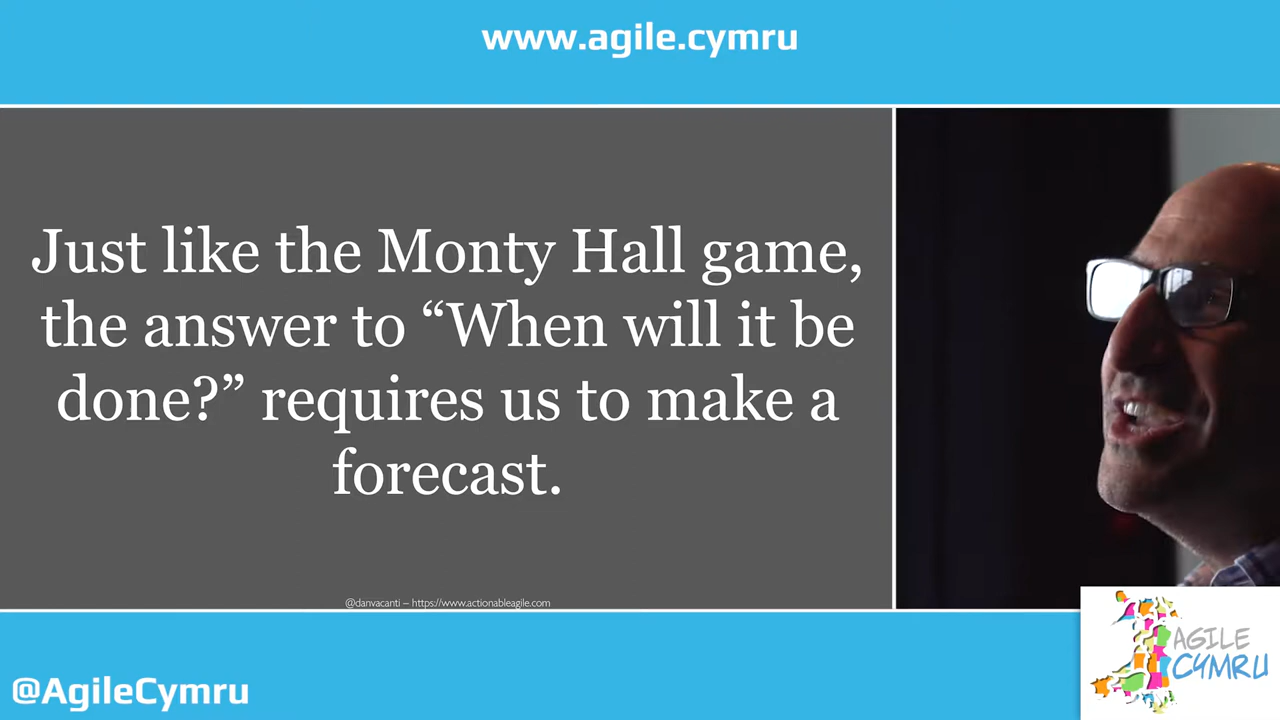 www.agile.cymru
Just like the Monty Hall game,
the answer to “When will it be
done?” requires us to make a
forecast.
@danvacanti – https://www.actionableagile.com
@AgileCymru
AGILE
CYMRU